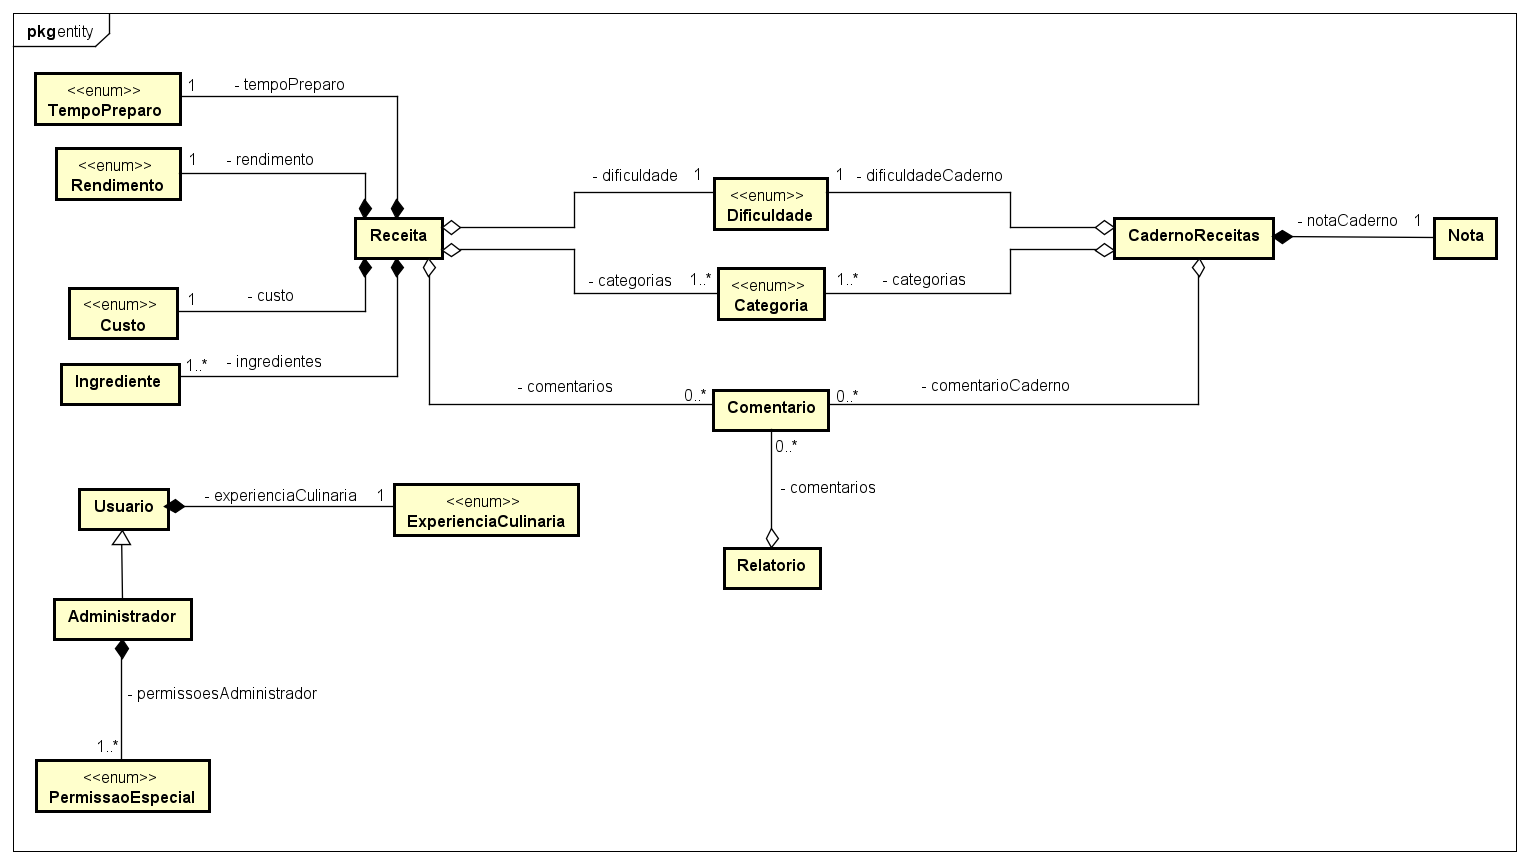 pkg entity
<<enum>>
TempoPreparo
1
- tempoPreparo
<<enum>>
Rendimento
1
- rendimento
Receita
<<enum>>
Custo
1
- custo
Ingrediente
1..*
- ingredientes
- dificuldade
1
<<enum>>
Dificuldade
1
- dificuldadeCaderno
- categorias
1..*
<<enum>>
Categoria
1..*
- categorias
CadernoReceitas
- notaCaderno
1
Nota
- comentarios
0..*
Comentario
0..*
- comentarioCaderno
0..*
- comentarios
Relatorio
Usuario
- experienciaCulinaria
1
<<enum>>
ExperienciaCulinaria
Administrador
- permissoesAdministrador
1..*
<<enum>>
PermissaoEspecial